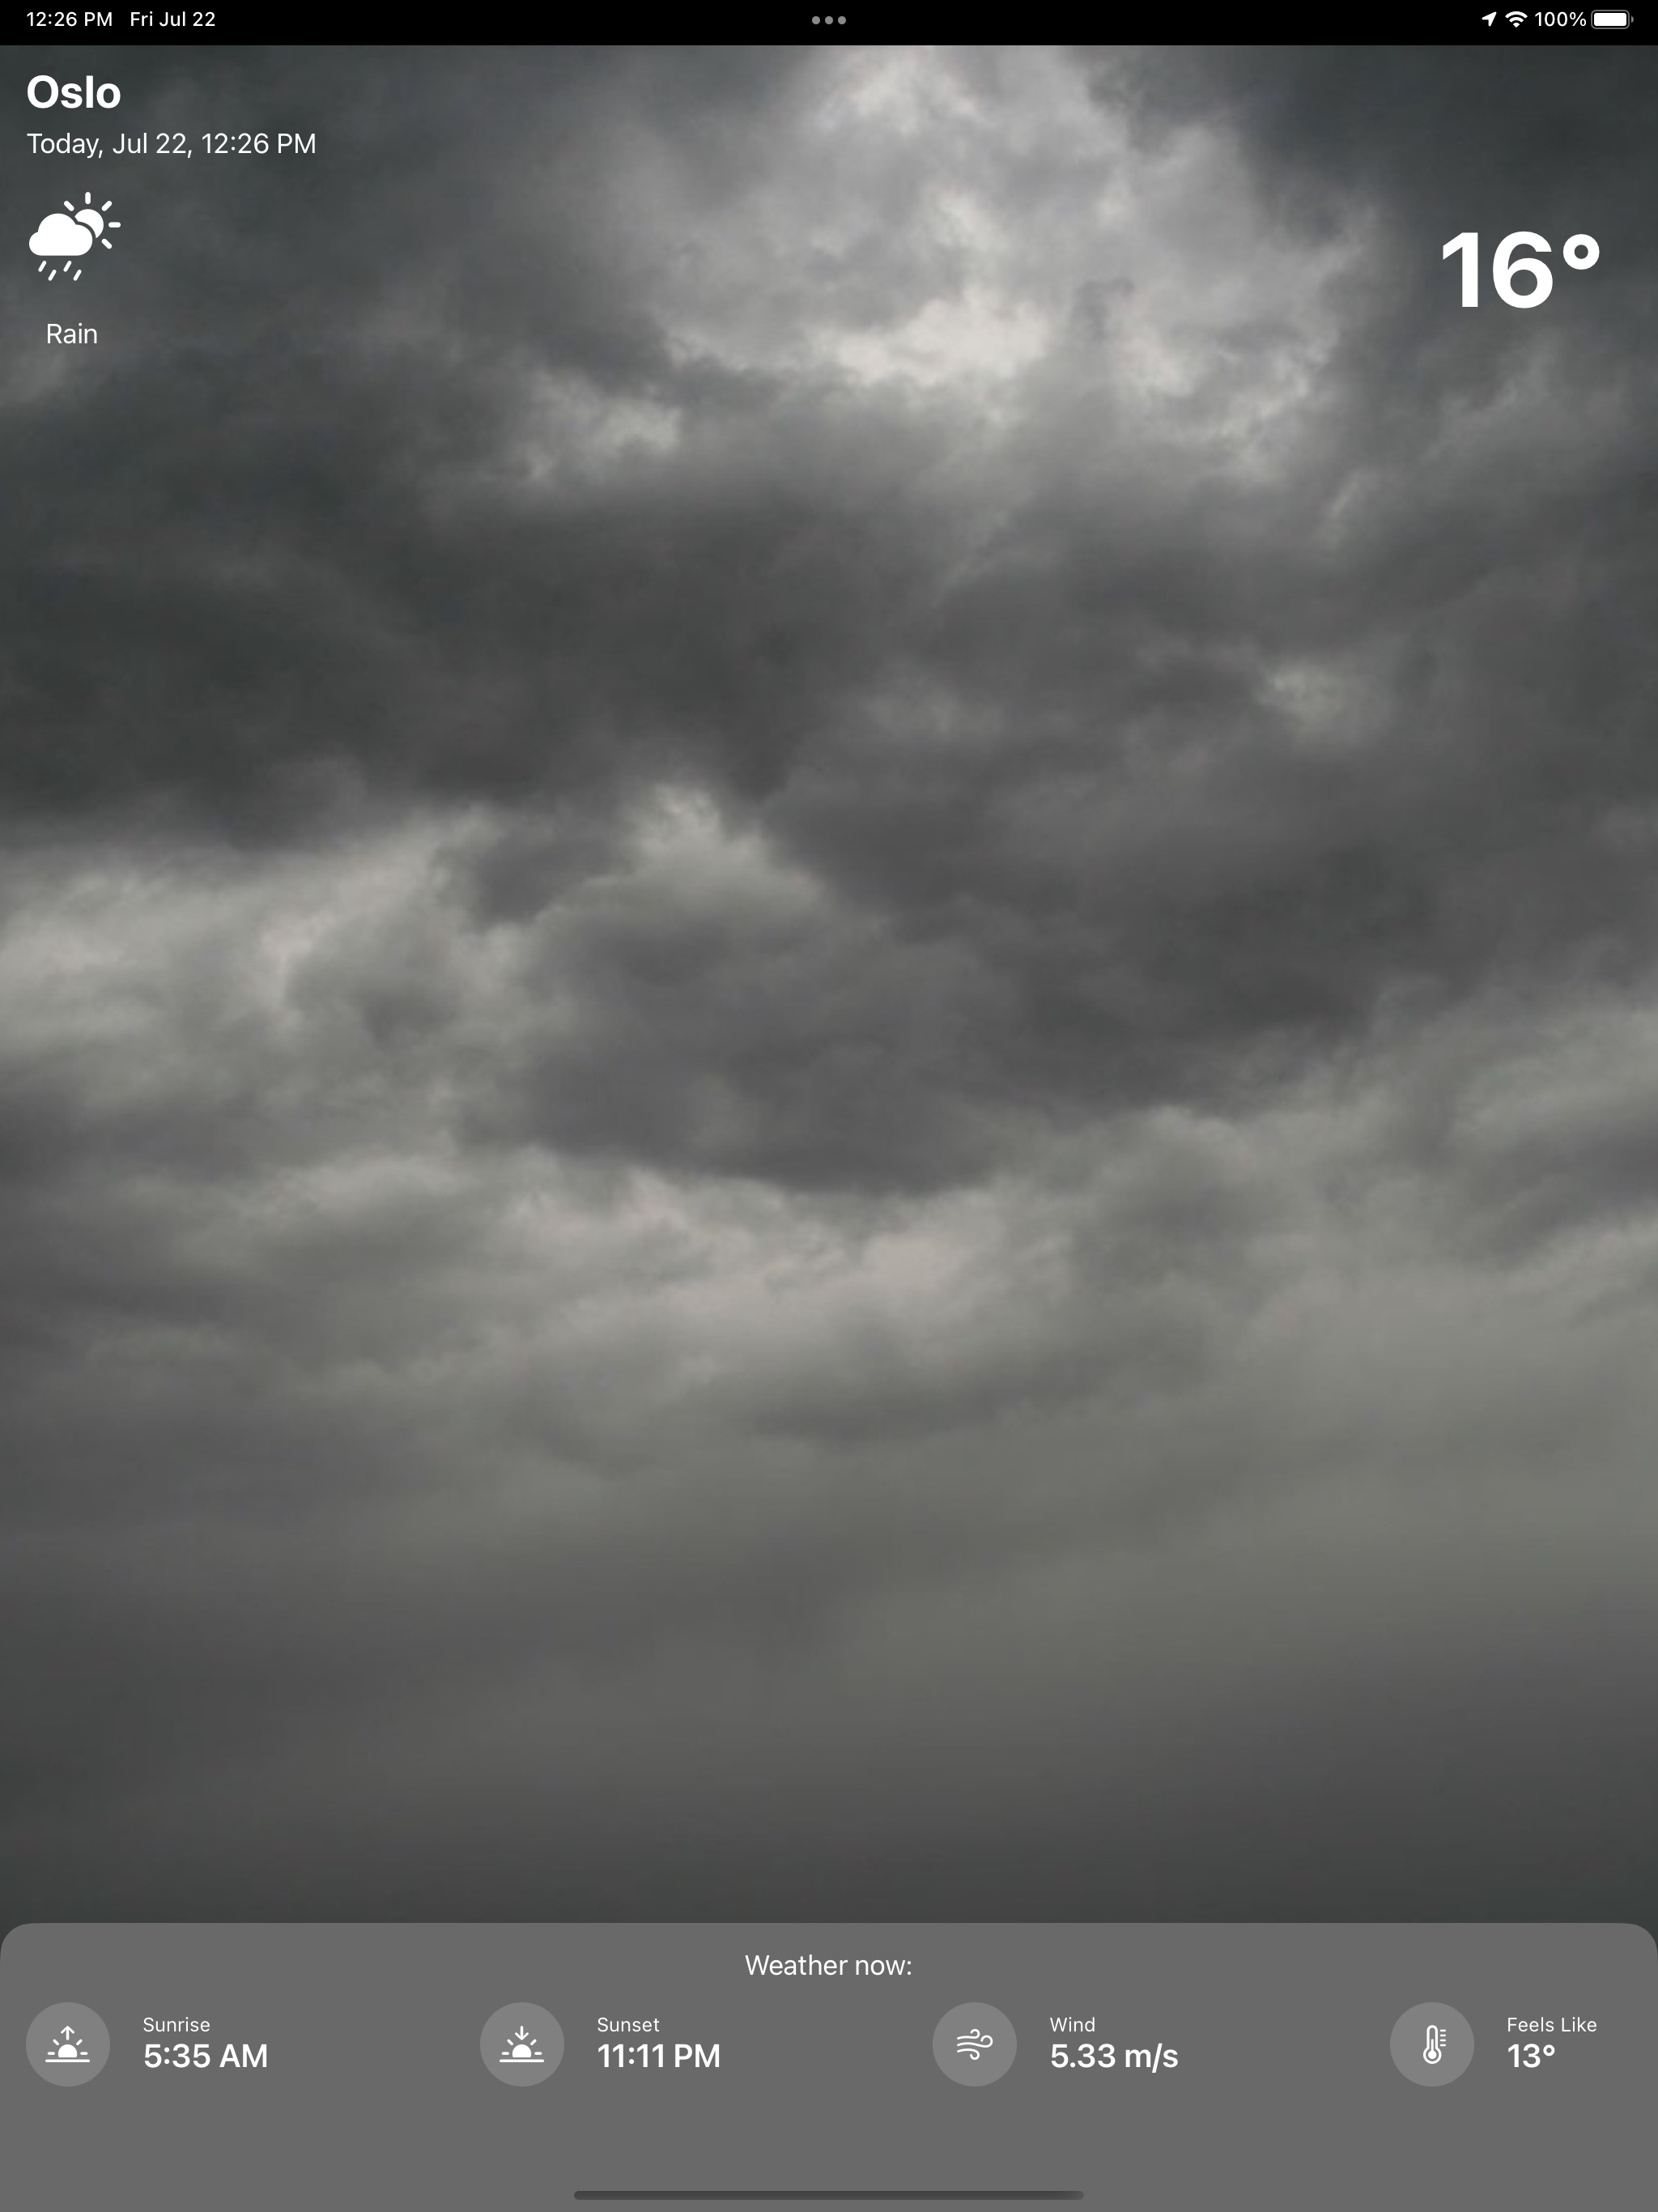 12:26 PM Fri Jul 22
100%
Oslo
Today, Jul 22, 12:26 PM
16°
Rain
Weather now:
Sunrise
5:35 AM
Sunset
11:11 PM
Wind
5.33 m/s
Feels Like
13°